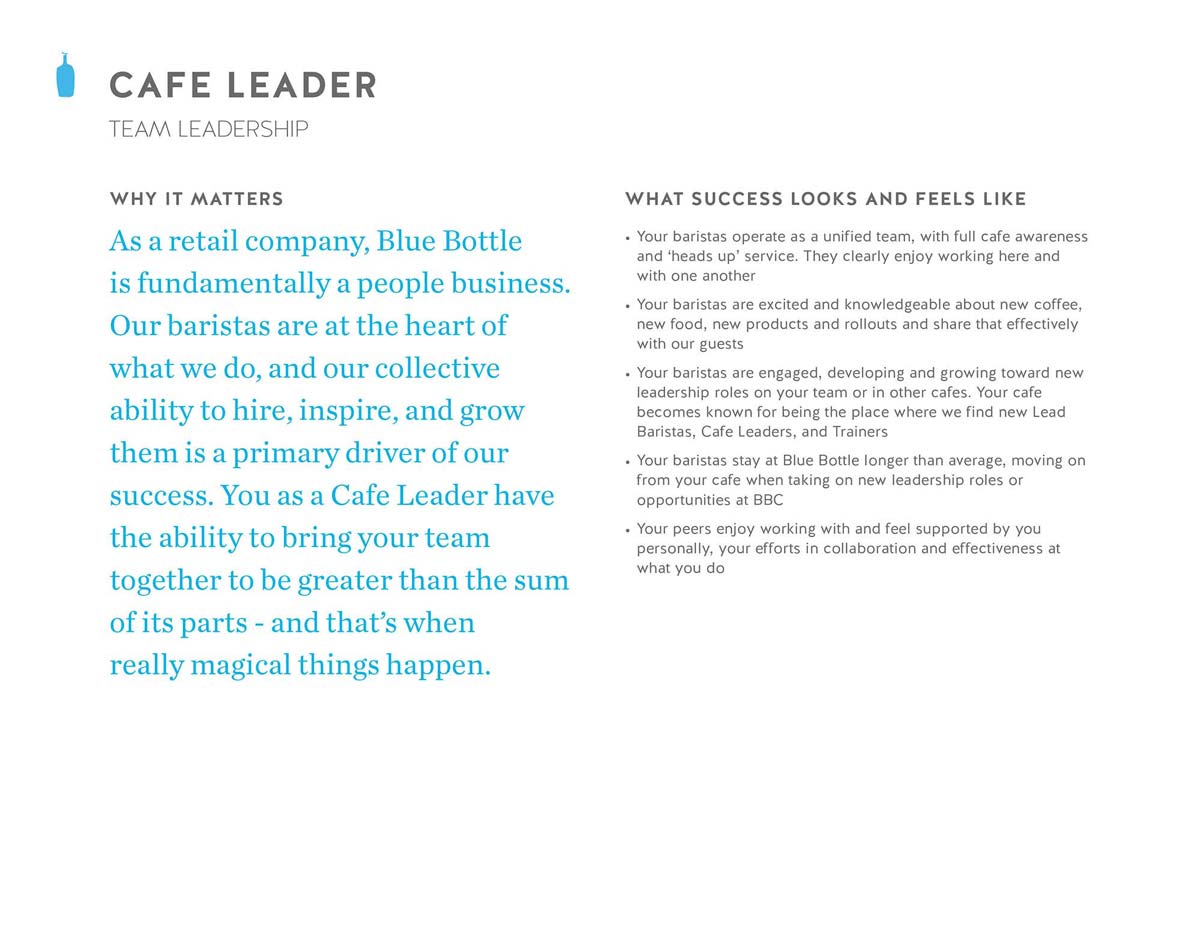 CAFE LEADER
TEAM LEADERSHIP
WHY IT MATTERS
As a retail company, Blue Bottle
is fundamentally a people business.
Our baristas are at the heart of
what we do, and our collective
ability to hire, inspire, and grow
them is a primary driver of our
success. You as a Cafe Leader have
the ability to bring your team
together to be greater than the sum
of its parts - and that’s when
really magical things happen.
WHAT SUCCESS LOOKS AND FEELS LIKE
• Your baristas operate as a unified team, with full cafe awareness
and ‘heads up’ service. They clearly enjoy working here and
with one another
• Your baristas are excited and knowledgeable about new coffee,
new food, new products and rollouts and share that effectively
with our guests
• Your baristas are engaged, developing and growing toward new
leadership roles on your team or in other cafes. Your cafe
becomes known for being the place where we find new Lead
Baristas, Cafe Leaders, and Trainers
• Your baristas stay at Blue Bottle longer than average, moving on
from your cafe when taking on new leadership roles or
opportunities at BBC
• Your peers enjoy working with and feel supported by you
personally, your efforts in collaboration and effectiveness at
what you do